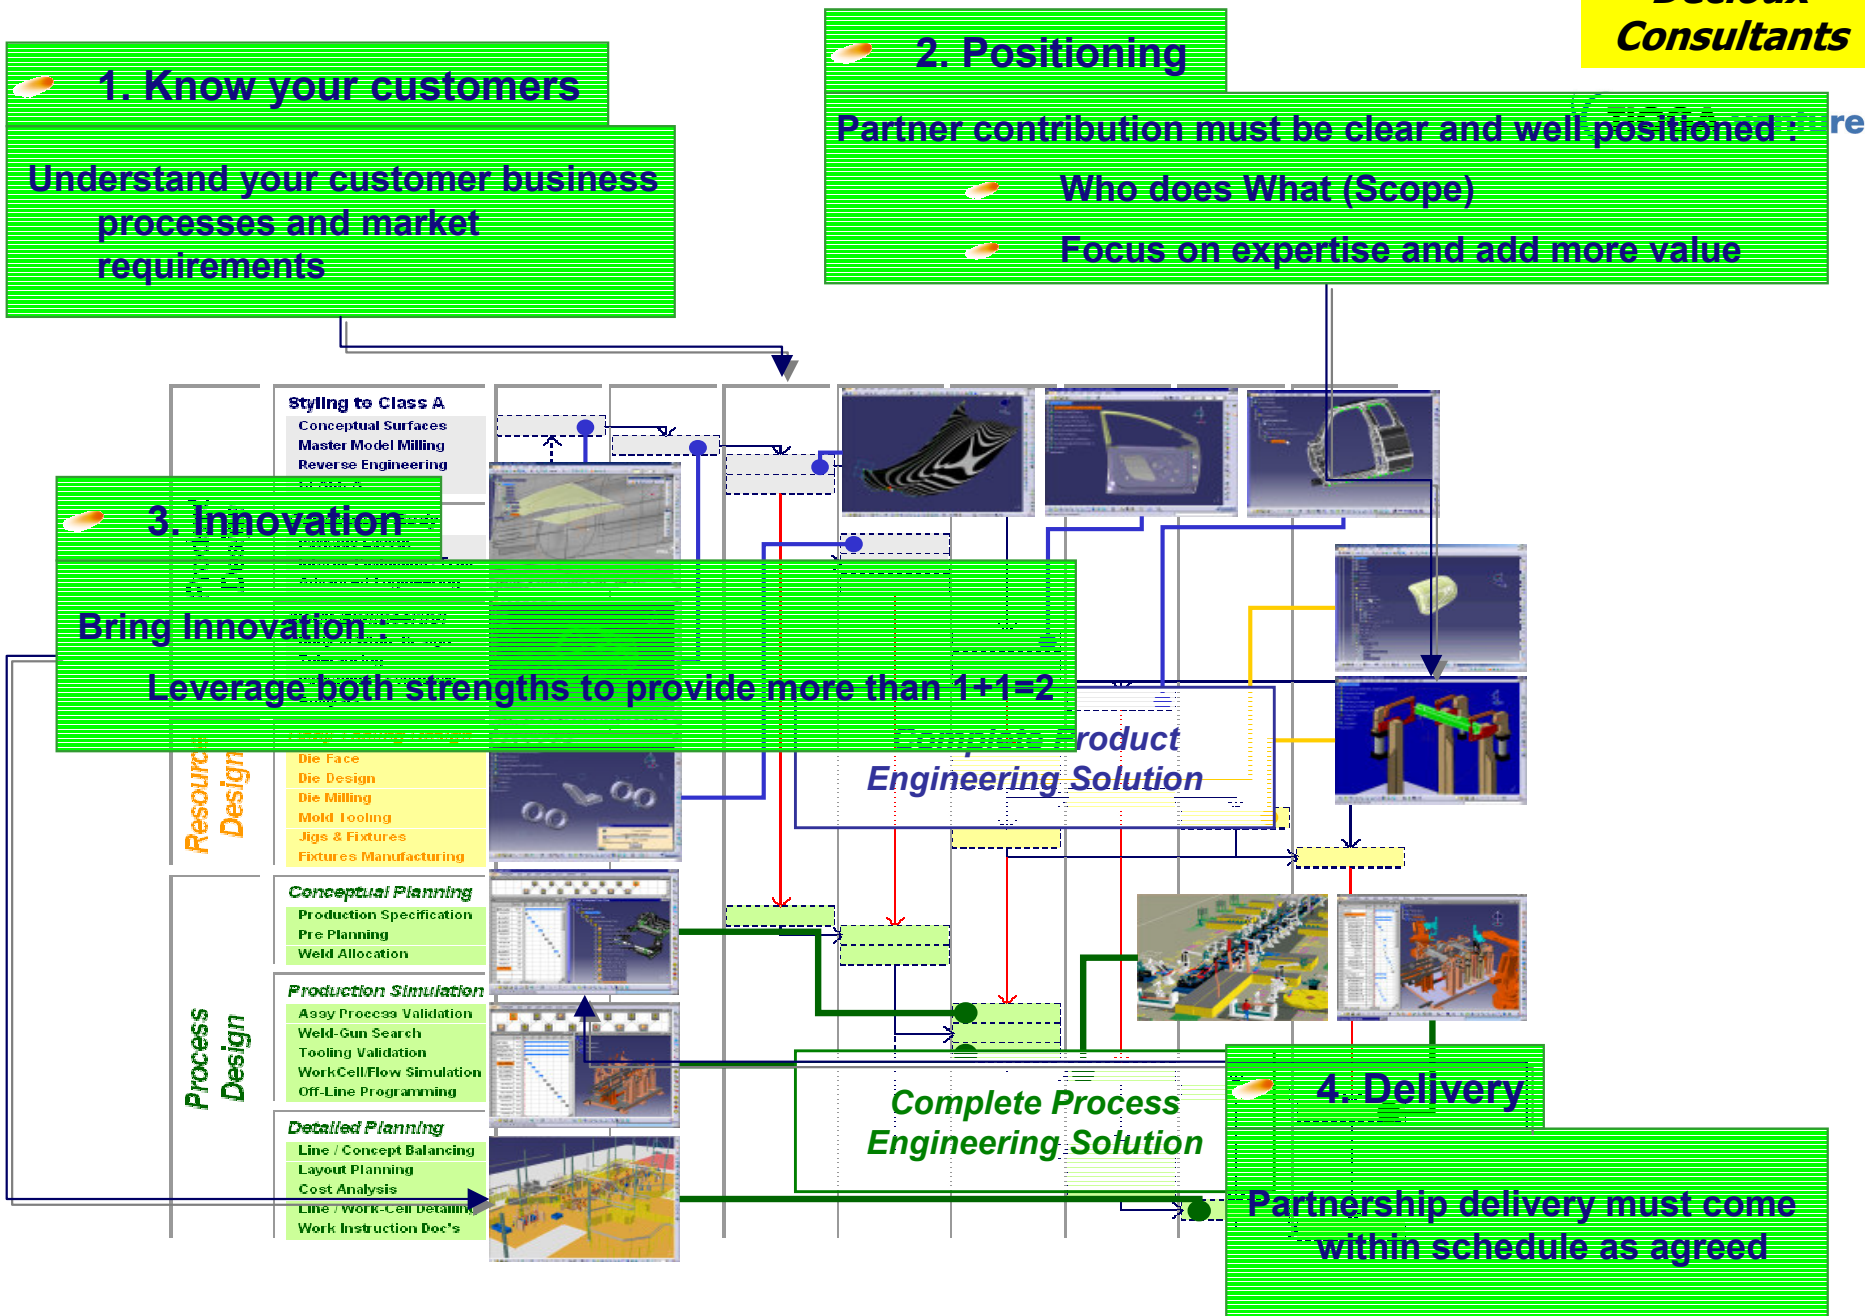 Consultants
1. Know your customers
Understand your customer business
processes and market
requirements
2. Positioning
Partner contribution must be clear and well positioned :
Who does What (Scope)
Focus on expertise and add more value
Styling to Class A
Conceptual Surfaces
Master Model Milling
Reverse Engineering
3. Innovation
Bring Innovation :
Leverage both strengths to provide more than 1+1=2
Complete Product
Engineering Solution
Resource
Design
Die Face
Die Design
Die Milling
Mold Tooling
Jigs & Fixtures
Fixtures Manufacturing
Process
Design
Conceptual Planning
Production Specification
Pre Planning
Weld Allocation
Production Simulation
Assy Process Validation
Weld-Gun Search
Tooling Validation
WorkCell/Flow Simulation
Off-Line Programming
Detailed Planning
Line / Concept Balancing
Layout Planning
Cost Analysis
Line / Work-Cell Detailing
Work Instruction Doc's
Complete Process
Engineering Solution
4. Delivery
Partnership delivery must come
within schedule as agreed